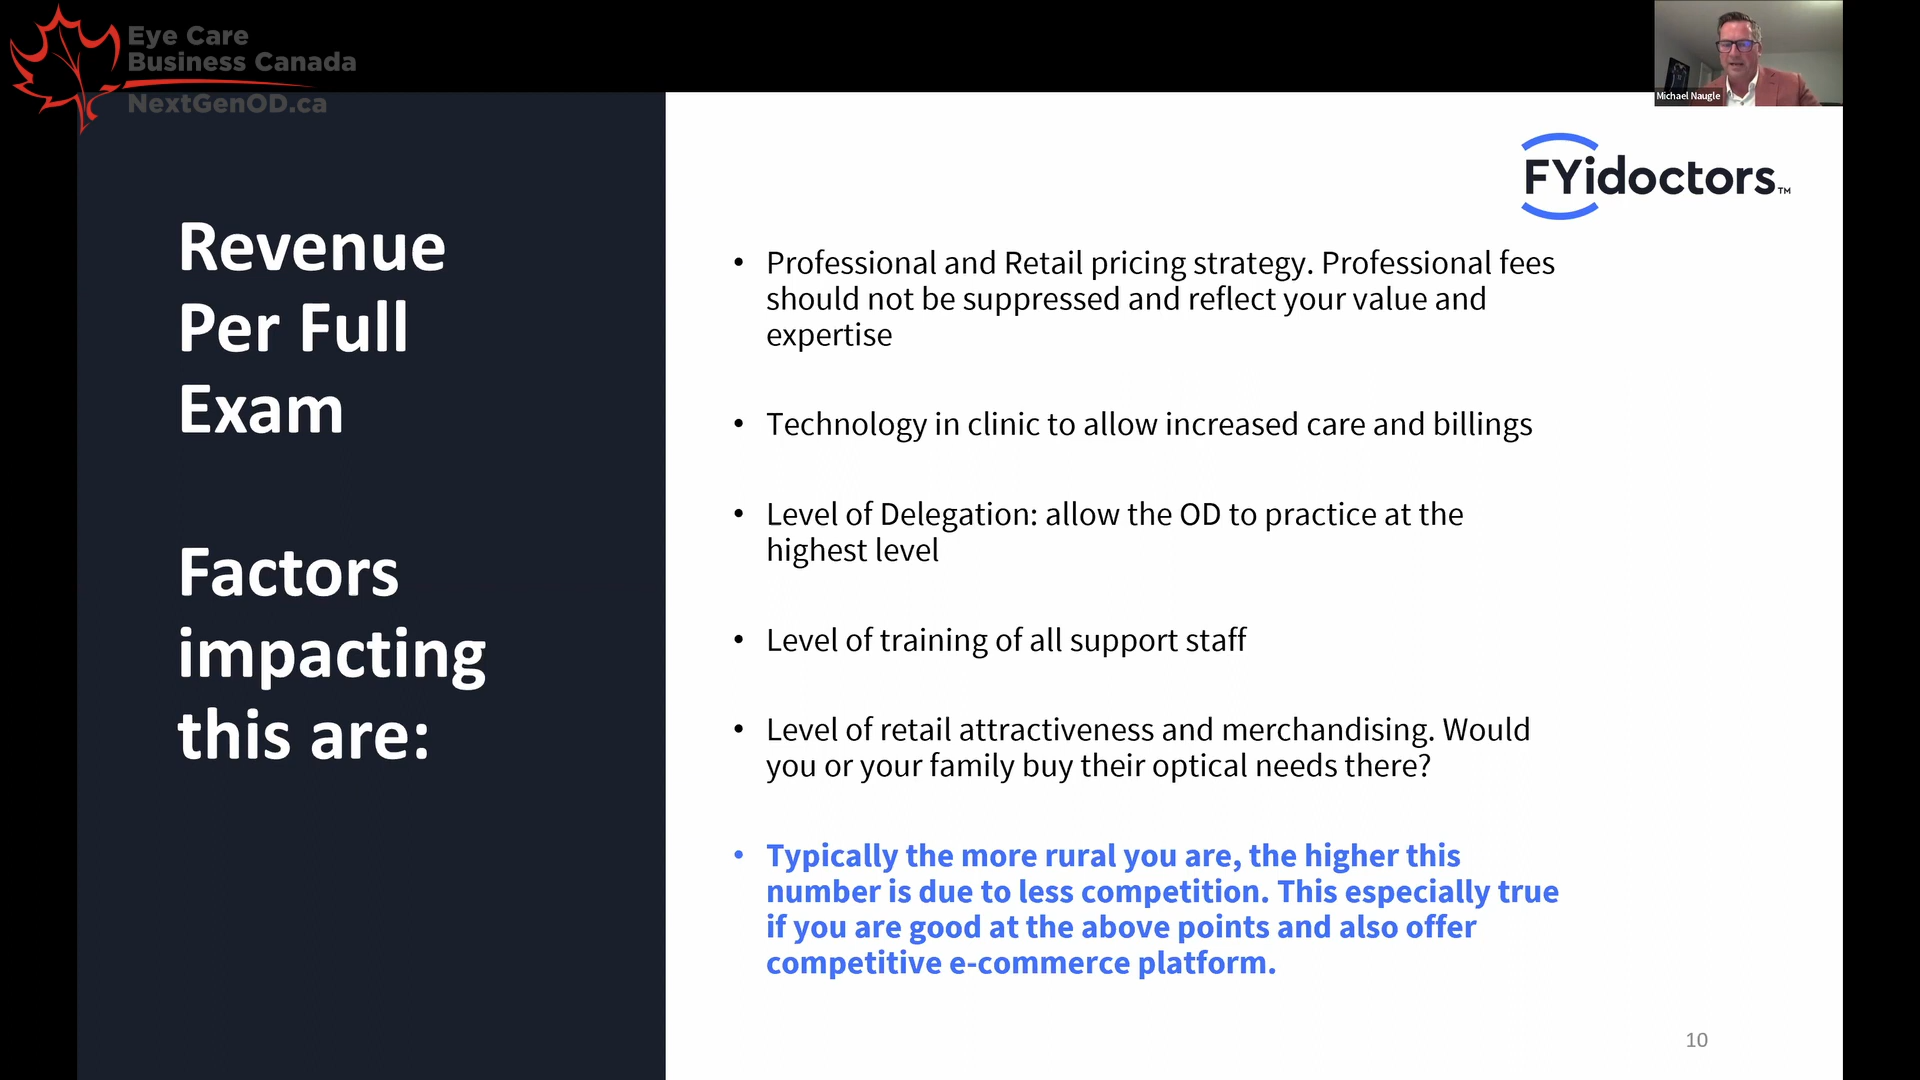 Eye Care
Business Canada
NextGenOD.ca
Michael Naugle
FYidoctors™
Revenue
Per Full
Exam
Factors
impacting
this are:
• Professional and Retail pricing strategy. Professional fees
should not be suppressed and reflect your value and
expertise
• Technology in clinic to allow increased care and billings
• Level of Delegation: allow the OD to practice at the
highest level
• Level of training of all support staff
• Level of retail attractiveness and merchandising. Would
you or your family buy their optical needs there?
• Typically the more rural you are, the higher this
number is due to less competition. This especially true
if you are good at the above points and also offer
competitive e-commerce platform.
10